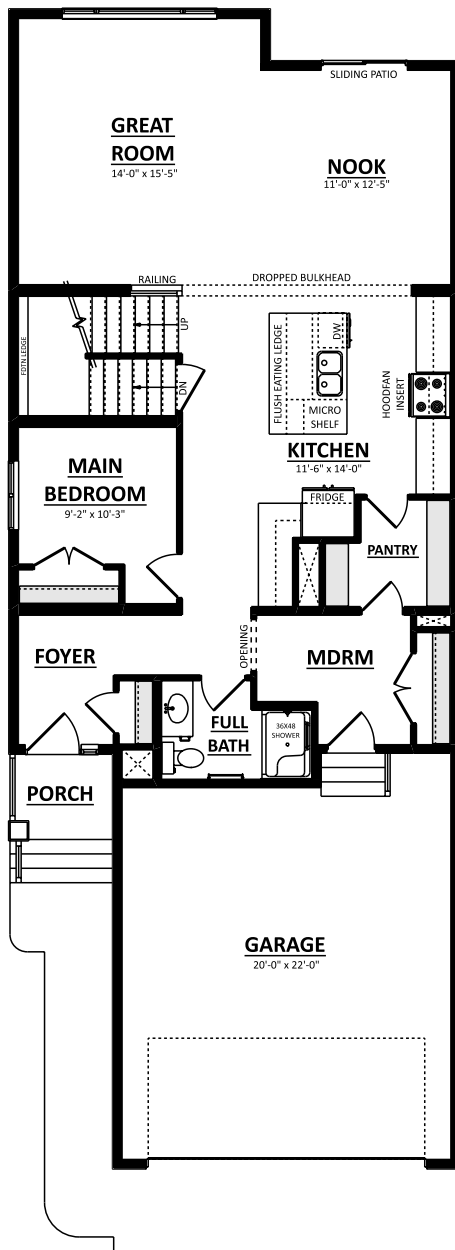 SLIDING PATIO
GREAT
ROOM
14'-0" x 15'-5"
NOOK
11'-0" x 12'-5"
RAILING
DROPPED BULKHEAD
UP
DN
FDTN LEDGE
FLUSH EATING LEDGE
DW
MICRO
SHELF
HOODFAN
INSERT
KITCHEN
11'-6" x 14'-0"
MAIN
BEDROOM
9'-2" x 10'-3"
FRIDGE
PANTRY
FOYER
OPENING
MDRM
FULL
BATH
36X48
SHOWER
PORCH
GARAGE
20'-0" x 22'-0"